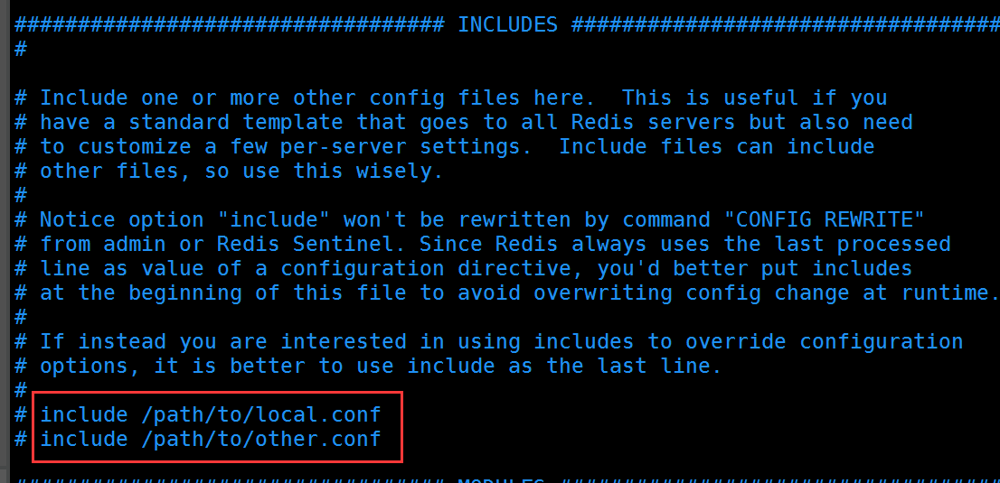 ################################## INCLUDES ##################################
#
# Include one or more other config files here.  This is useful if you
# have a standard template that goes to all Redis servers but also need
# to customize a few per-server settings.  Include files can include
# other files, so use this wisely.
#
# Notice option "include" won't be rewritten by command "CONFIG REWRITE"
# from admin or Redis Sentinel. Since Redis always uses the last processed
# line as value of a configuration directive, you'd better put includes
# at the beginning of this file to avoid overwriting config change at runtime.
#
# If instead you are interested in using includes to override configuration
# options, it is better to use include as the last line.
#
# include /path/to/local.conf
# include /path/to/other.conf
################################## MODULES ###################################